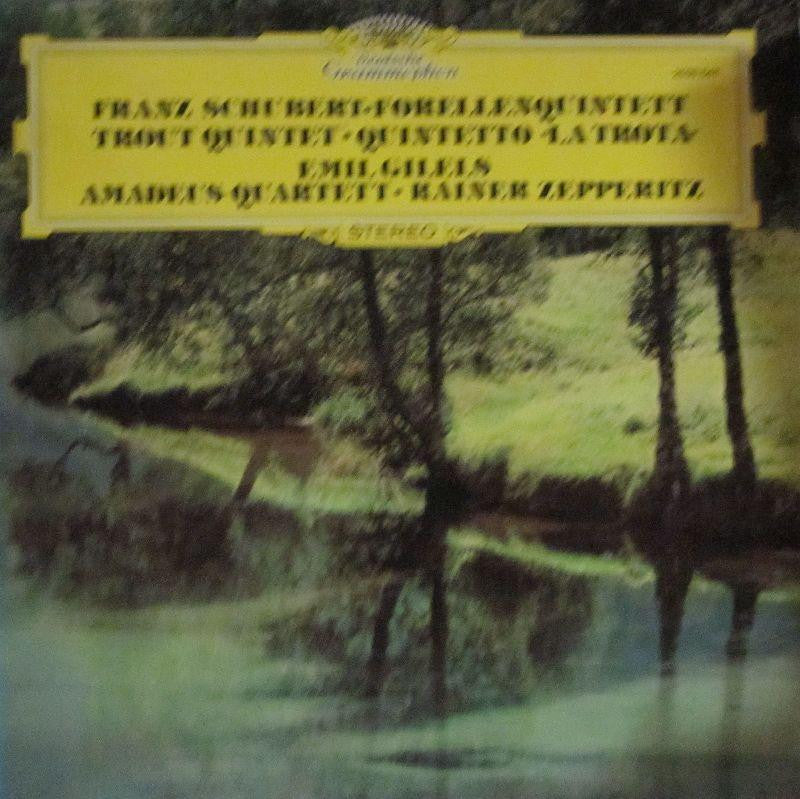 Deutsche
Grammophon
FRANZ SCHUBERT·FORELLENQUINTETT
TROUT QUINTET · QUINTETTO ‹LA TROTA›
EMIL GILELS
AMADEUS-QUARTETT · RAINER ZEPPERITZ
STEREO